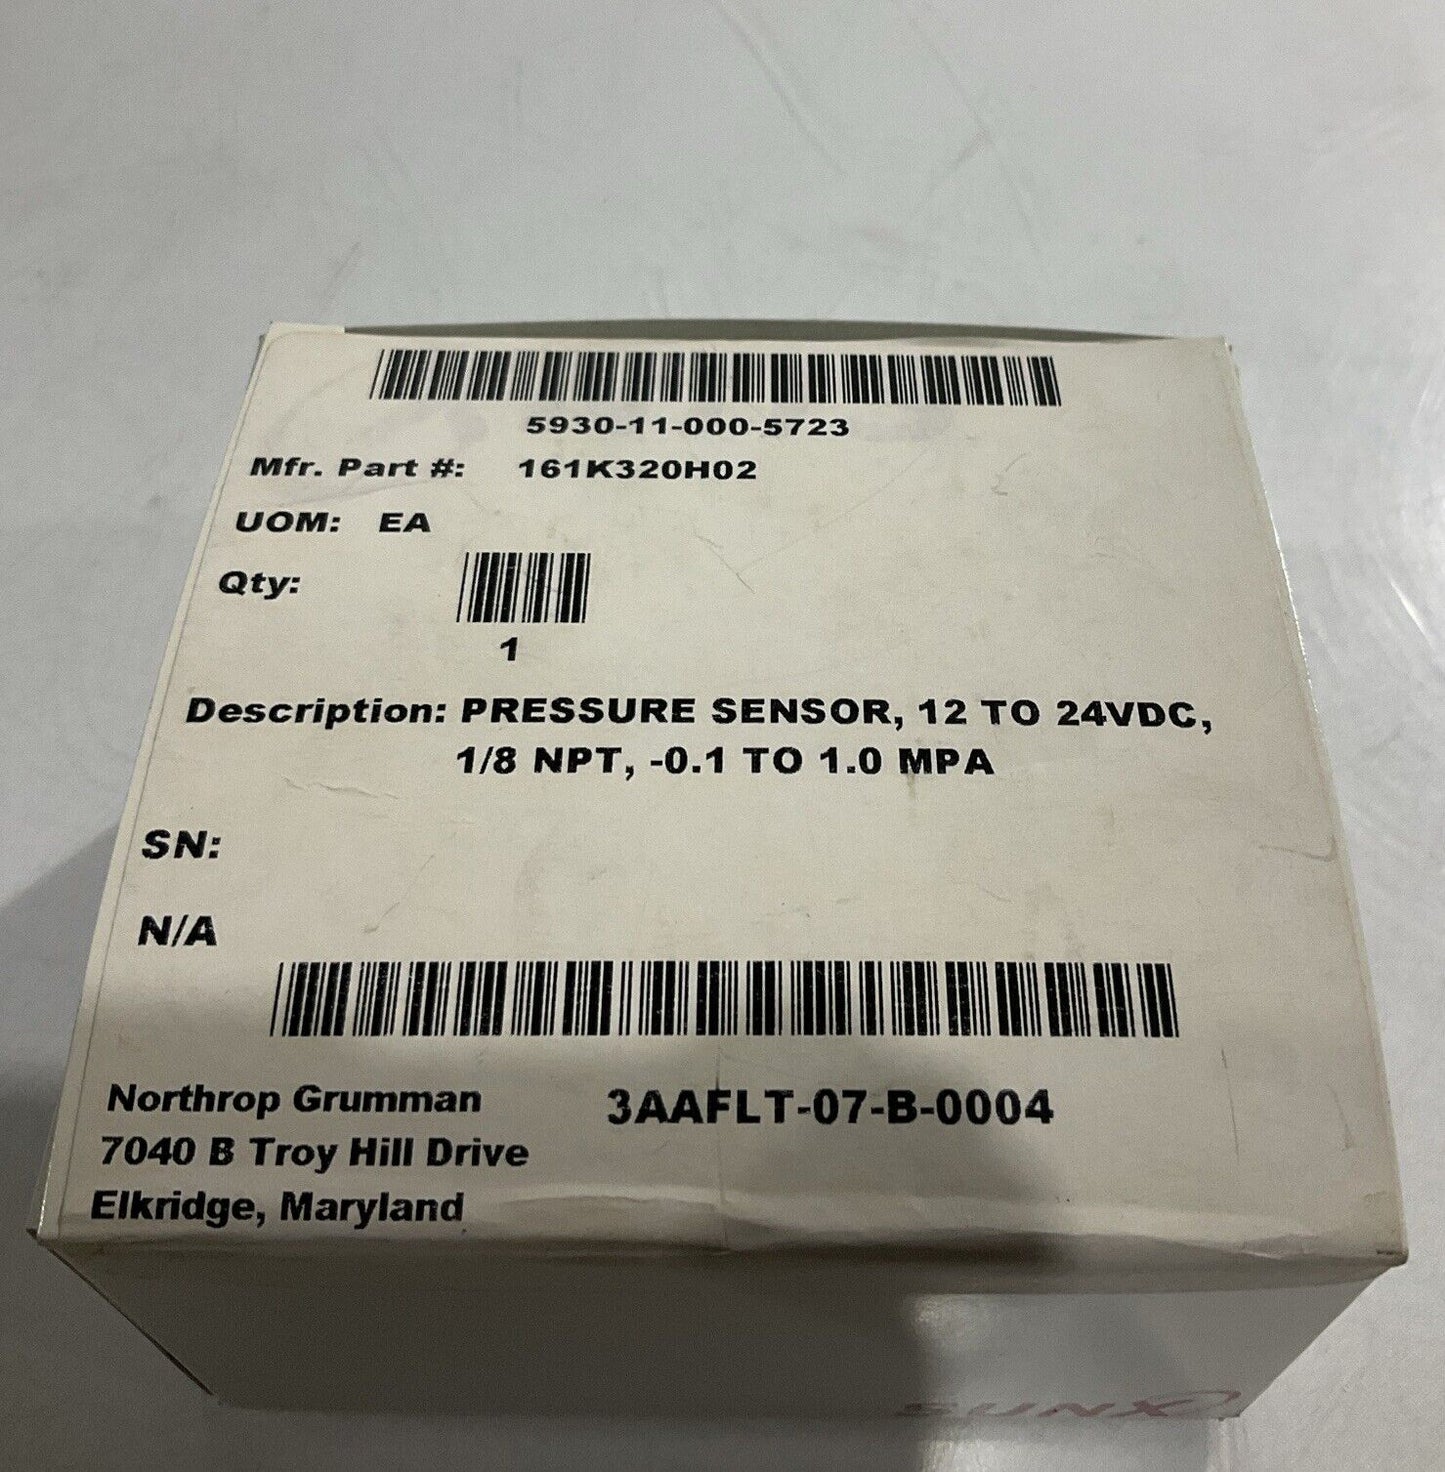 5930-11-000-5723
Mfr. Part #: 161K320H02
UOM: EA
Qty:
1
Description: PRESSURE SENSOR, 12 TO 24VDC,
1/8 NPT, -0.1 TO 1.0 MPA
SN:
N/A
Northrop Grumman 3AAFLT-07-B-0004
7040 B Troy Hill Drive
Elkridge, Maryland
SUNX